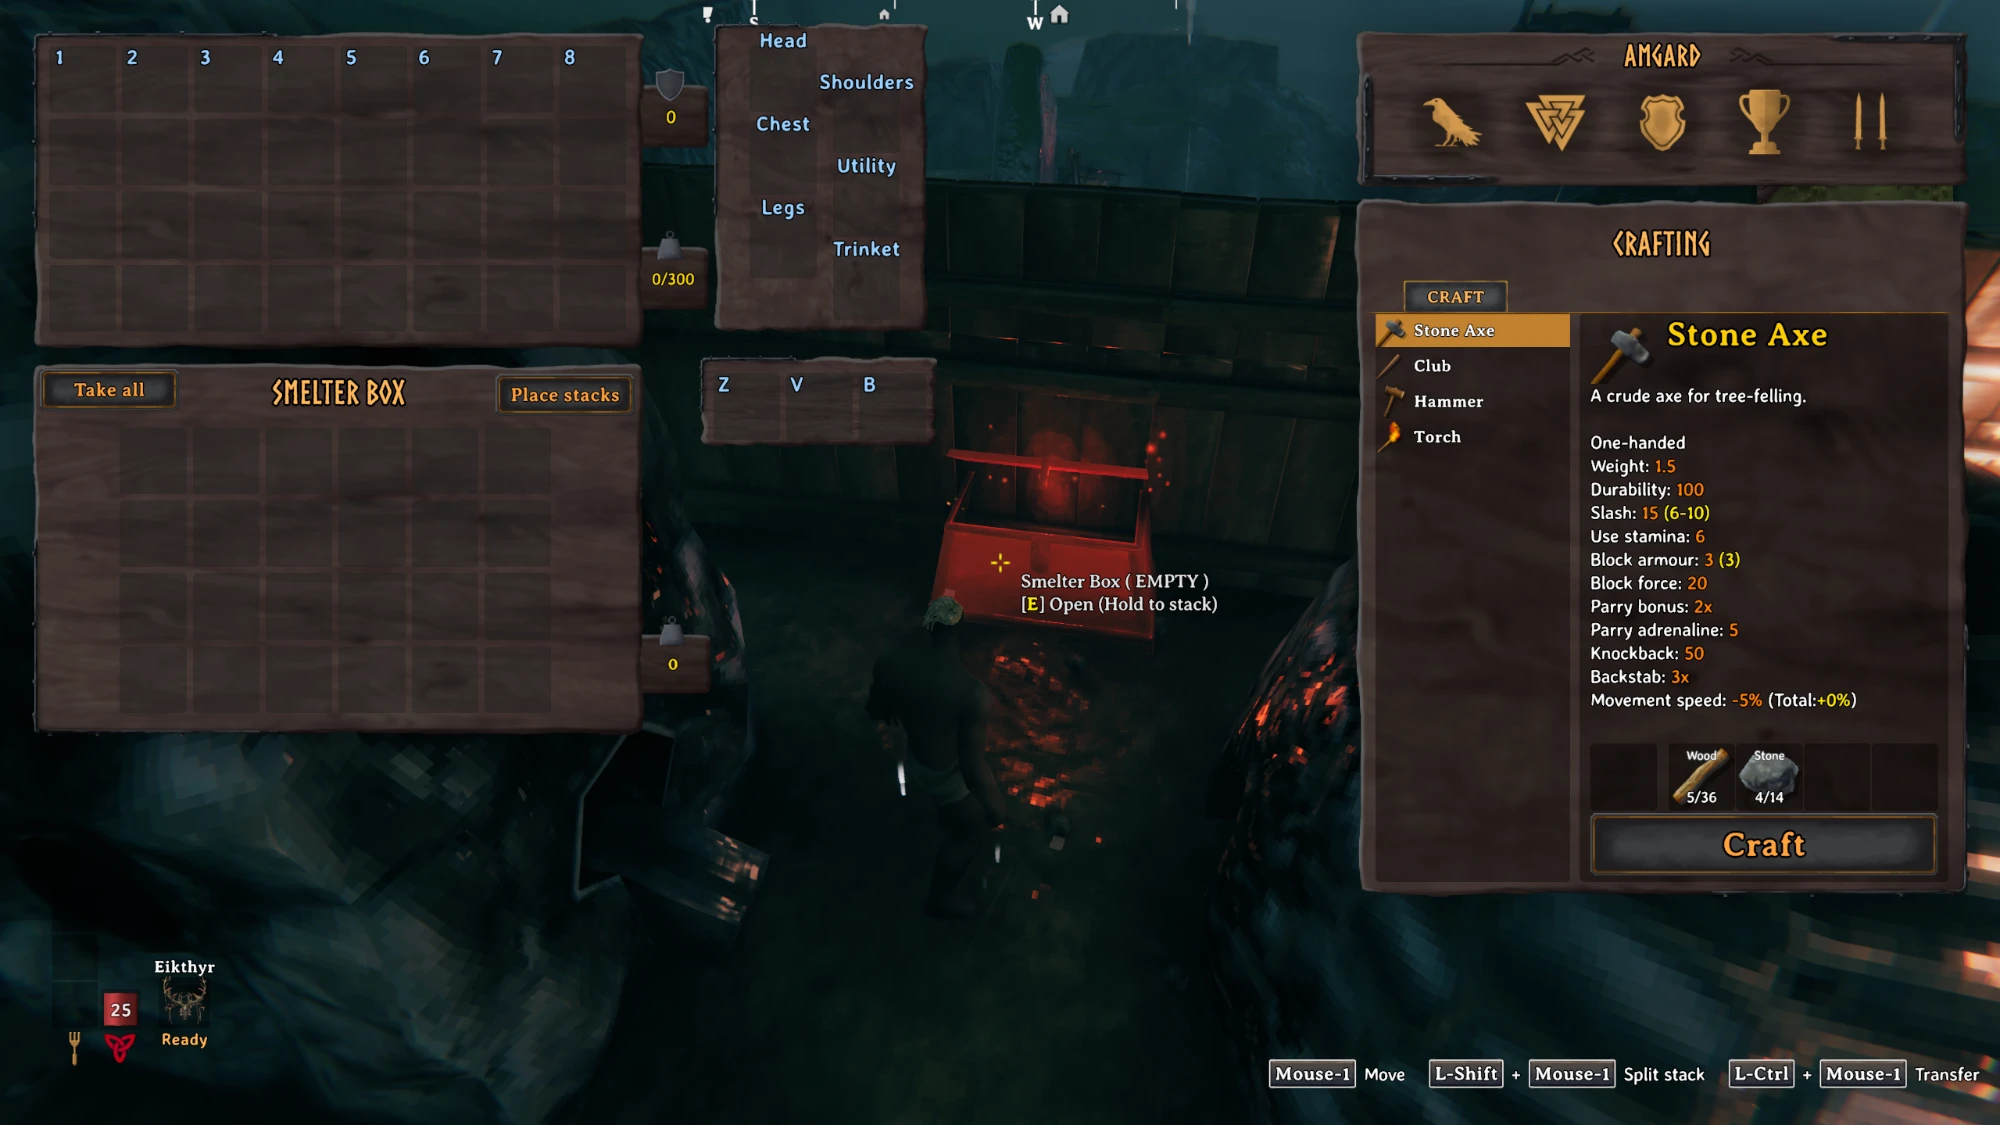 S
W
1 2 3 4 5 6 7 8
0
0/300
Head
Shoulders
Chest
Utility
Legs
Trinket
Z V B
Take all
SMELTER BOX
Place stacks
0
Smelter Box ( EMPTY )
[E] Open (Hold to stack)
AMGARD
CRAFTING
CRAFT
Stone Axe
Club
Hammer
Torch
Stone Axe
A crude axe for tree-felling.
One-handed
Weight: 1.5
Durability: 100
Slash: 15 (6-10)
Use stamina: 6
Block armour: 3 (3)
Block force: 20
Parry bonus: 2x
Parry adrenaline: 5
Knockback: 50
Backstab: 3x
Movement speed: -5% (Total:+0%)
Wood
5/36
Stone
4/14
Craft
25
Eikthyr
Ready
Mouse-1 Move L-Shift + Mouse-1 Split stack L-Ctrl + Mouse-1 Transfer